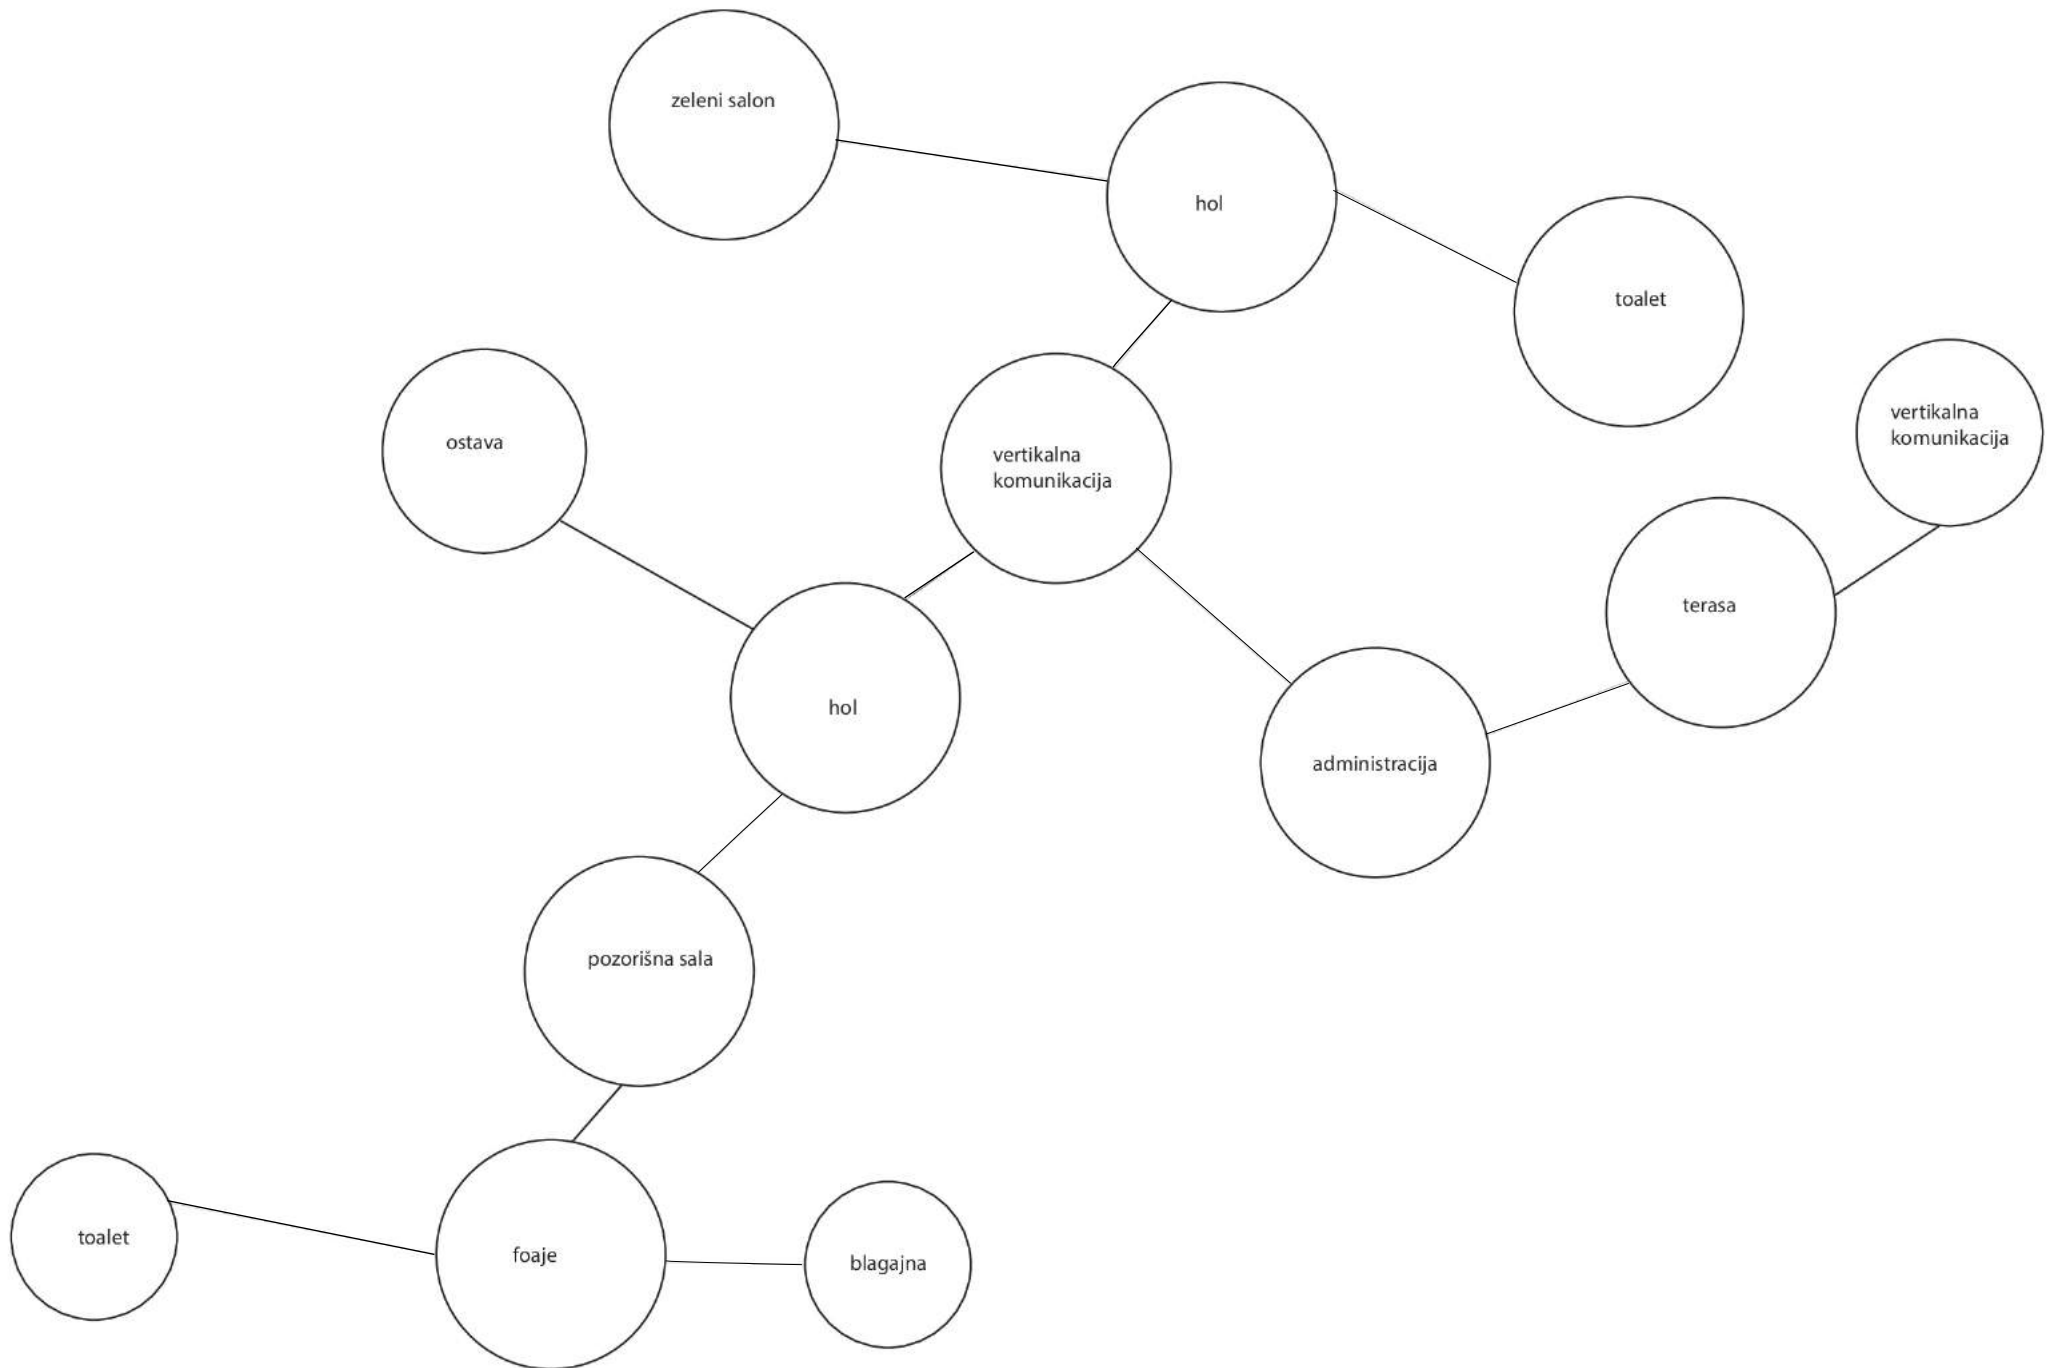 zeleni salon
hol
toalet
vertikalna
komunikacija
ostava
vertikalna
komunikacija
terasa
hol
administracija
pozorišna sala
toalet
foaje
blagajna